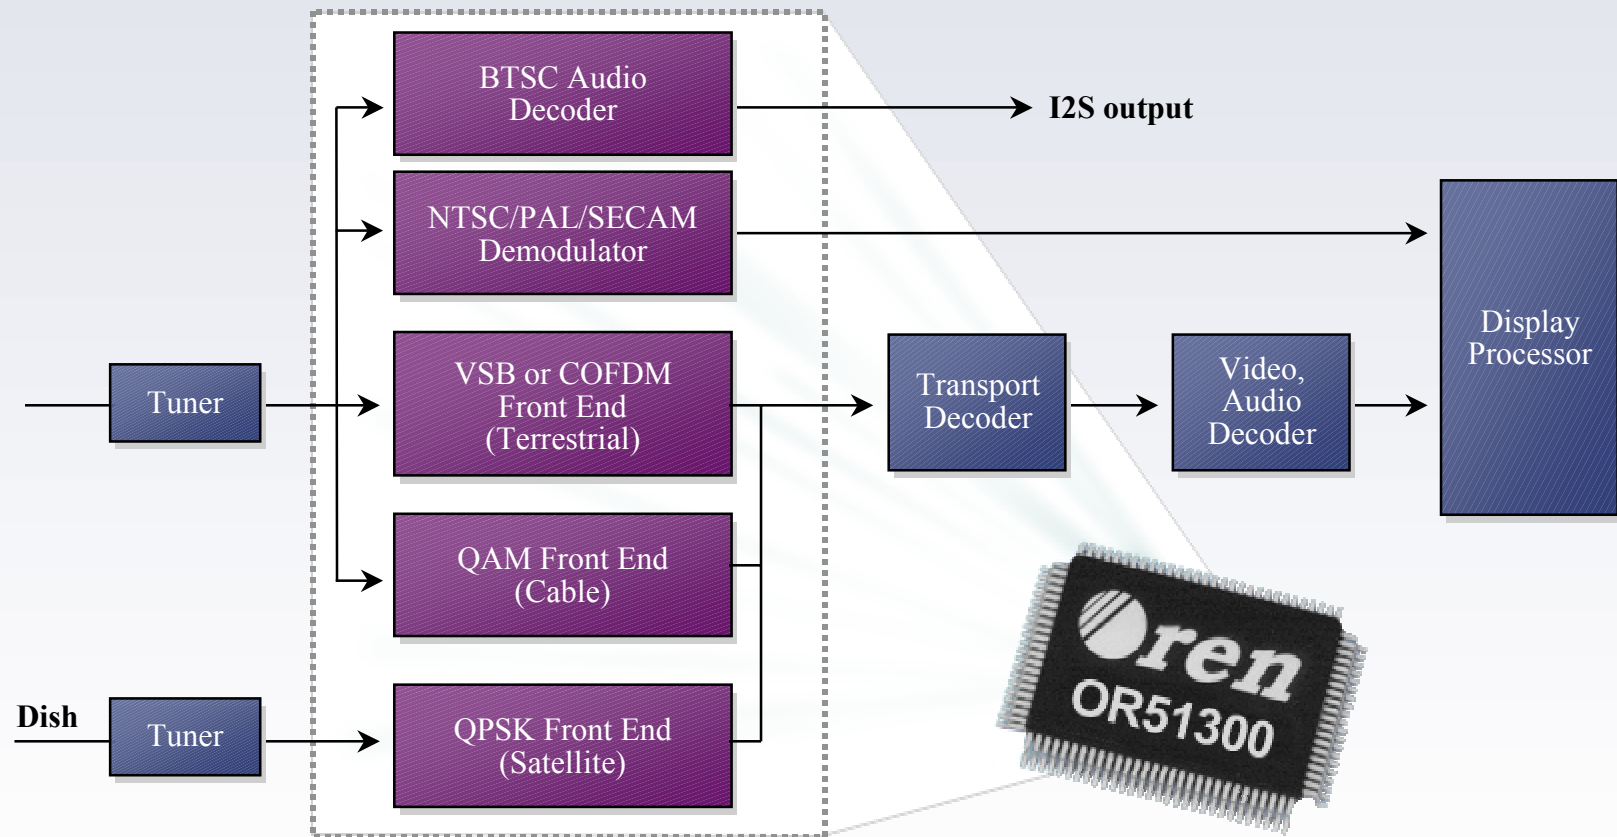 BTSC Audio
Decoder
I2S output
NTSC/PAL/SECAM
Demodulator
Tuner
VSB or COFDM
Front End
(Terrestrial)
Transport
Decoder
Video,
Audio
Decoder
Display
Processor
QAM Front End
(Cable)
Dish
Tuner
QPSK Front End
(Satellite)
Oren
OR51300